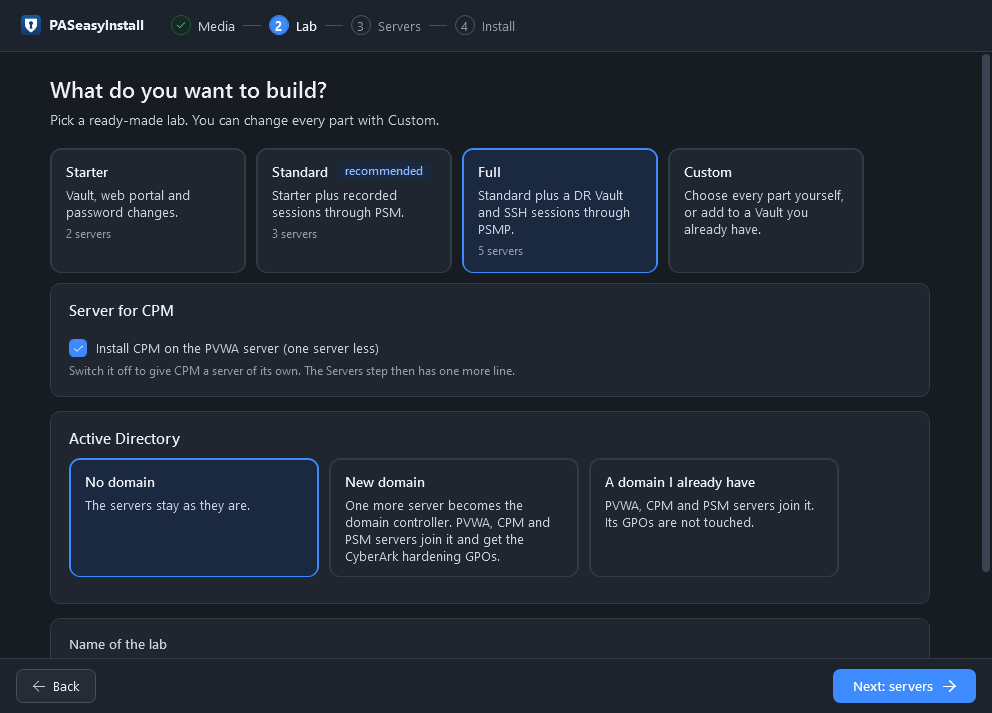 PASeasyInstall
Media
2 Lab
3 Servers
4 Install
What do you want to build?
Pick a ready-made lab. You can change every part with Custom.
Starter
Vault, web portal and
password changes.
2 servers
Standard recommended
Starter plus recorded
sessions through PSM.
3 servers
Full
Standard plus a DR Vault
and SSH sessions through
PSMP.
5 servers
Custom
Choose every part yourself,
or add to a Vault you
already have.
Server for CPM
Install CPM on the PVWA server (one server less)
Switch it off to give CPM a server of its own. The Servers step then has one more line.
Active Directory
No domain
The servers stay as they are.
New domain
One more server becomes the
domain controller. PVWA, CPM and
PSM servers join it and get the
CyberArk hardening GPOs.
A domain I already have
PVWA, CPM and PSM servers join it.
Its GPOs are not touched.
Name of the lab
Back
Next: servers